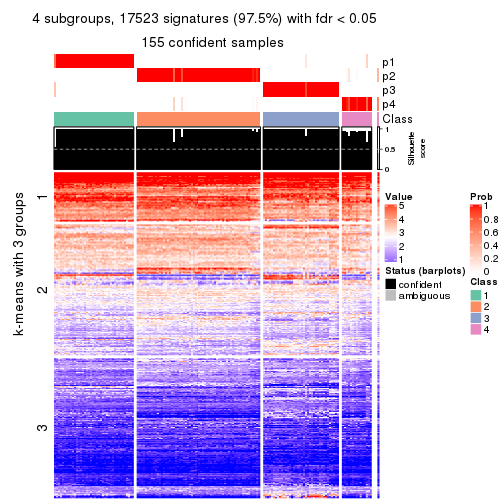 4 subgroups, 17523 signatures (97.5%) with fdr < 0.05
155 confident samples
p1
p2
p3
p4
Class
1
0.5
0
Silhouette
score
k-means with 3 groups
1
2
3
Value
5
4
3
2
1
Status (barplots)
confident
ambiguous
Prob
1
0.8
0.6
0.4
0.2
0
Class
1
2
3
4